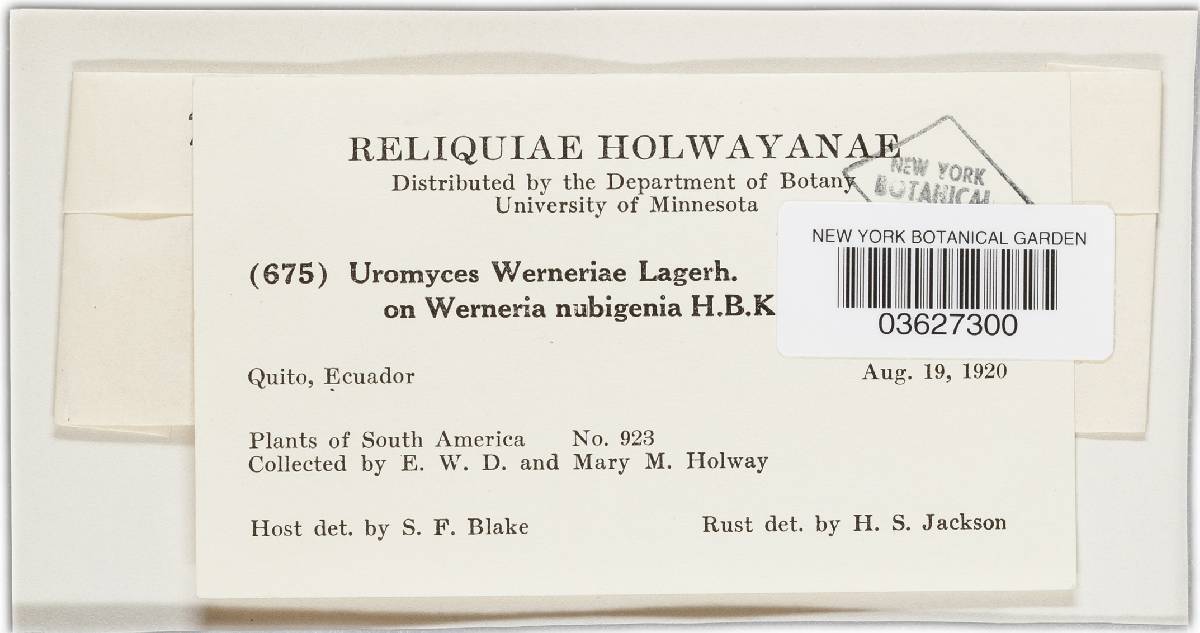 RELIQUIAE HOLWAYANAE
Distributed by the Department of Botany
University of Minnesota
NEW YORK
BOTANICAL
NEW YORK BOTANICAL GARDEN
03627300
(675) Uromyces Werneriae Lagerh.
on Werneria nubigenia H.B.K
Quito, Ecuador
Aug. 19, 1920
Plants of South America No. 923
Collected by E. W. D. and Mary M. Holway
Host det. by S. F. Blake
Rust det. by H. S. Jackson